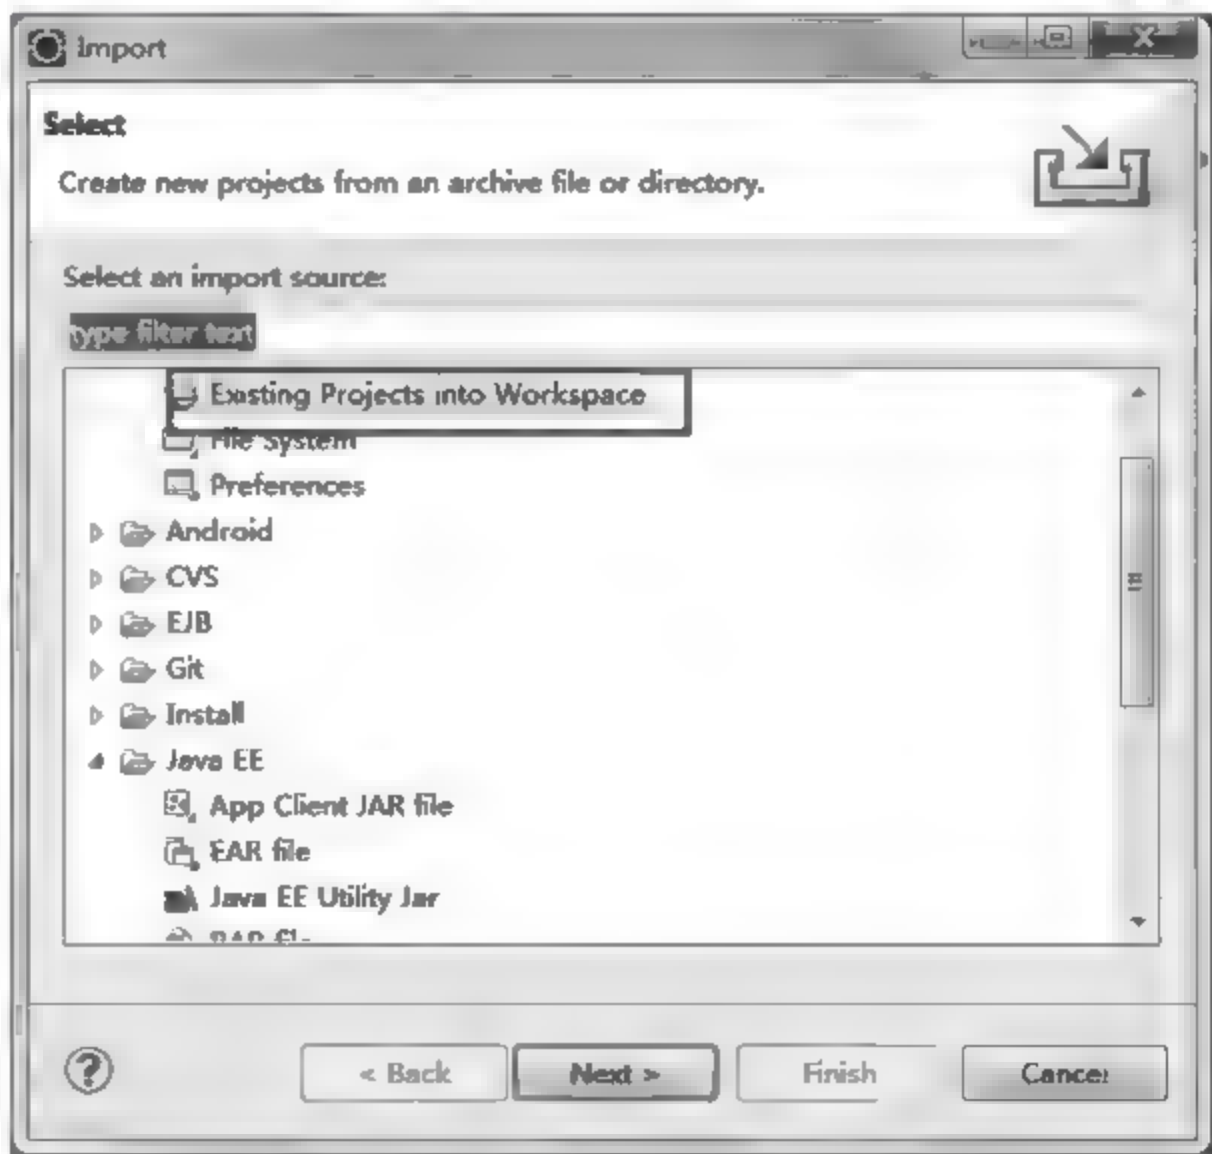 Import
Select
Create new projects from an archive file or directory.
Select an import source:
type filter text
Existing Projects into Workspace
File System
Preferences
Android
CVS
EJB
Git
Install
Java EE
App Client JAR file
EAR file
Java EE Utility Jar
RAR file
< Back
Next >
Finish
Cancel